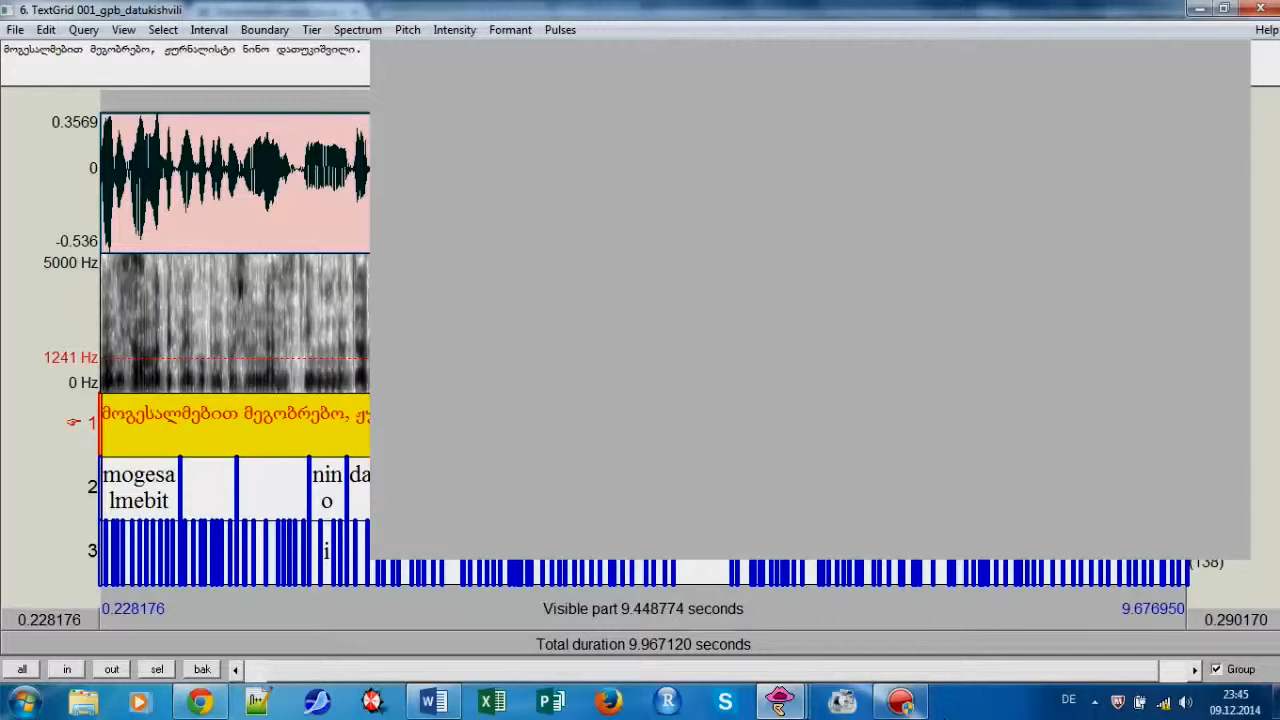 6. TextGrid 001_gpb_datukishvili
File Edit Query View Select Interval Boundary Tier Spectrum Pitch Intensity Formant Pulses Help
მოგესალმებით მეგობრებო, ჟურნალისტი ნინო დათუკიშვილი.
0.3569
0
-0.536
5000 Hz
1241 Hz
0 Hz
1 მოგესალმებით მეგობრებო,
2 mogesa
lmebit
nin
o
da
3 i
(138)
0.228176 Visible part 9.448774 seconds 9.676950
0.228176 0.290170
Total duration 9.967120 seconds
all in out sel bak Group
DE 23:45
09.12.2014